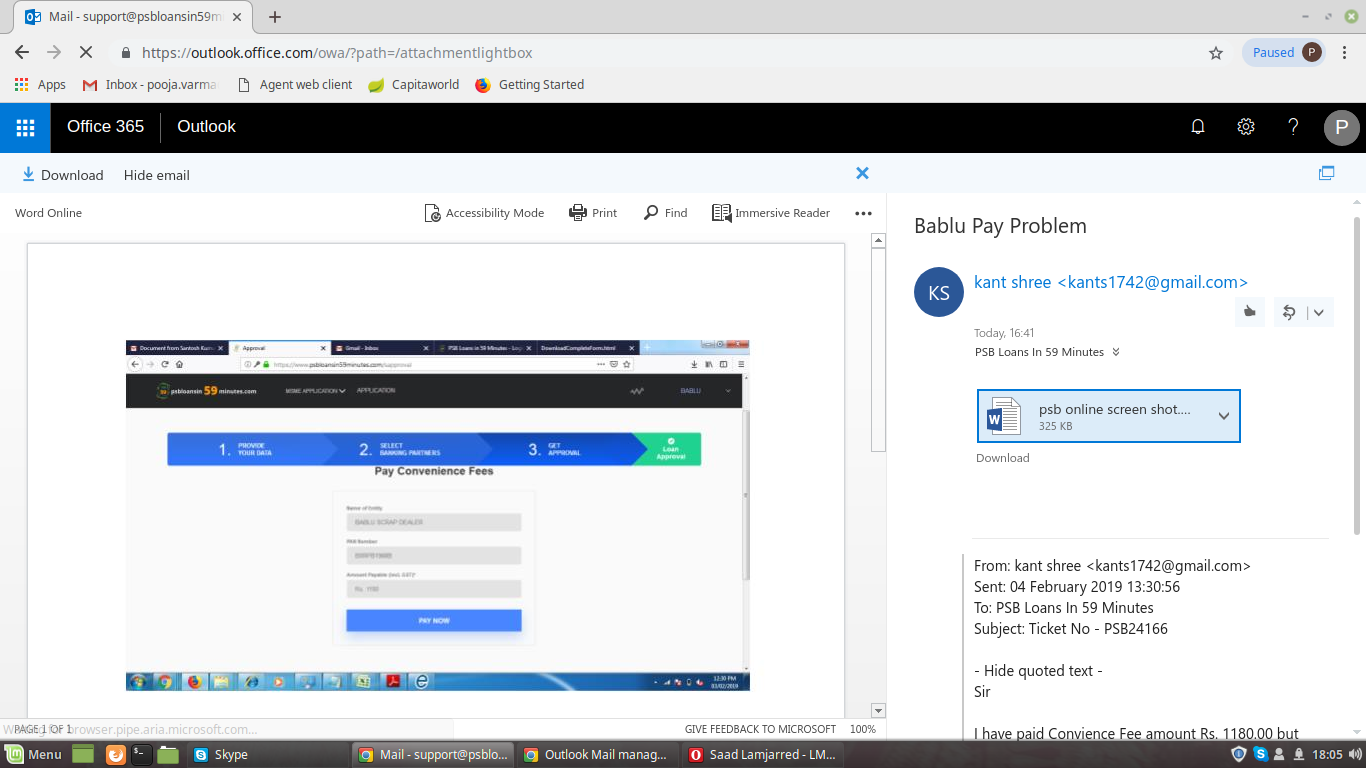 Mail - support@psbloansin59m
https://outlook.office.com/owa/?path=/attachmentlightbox
Paused P
Apps Inbox - pooja.varma Agent web client Capitaworld Getting Started
Office 365 Outlook P
Download Hide email
Word Online Accessibility Mode Print Find Immersive Reader
Bablu Pay Problem
KS kant shree <kants1742@gmail.com>
Today, 16:41
PSB Loans In 59 Minutes
psb online screen shot....
325 KB
Download
Document from Santosh Kum Approval Gmail - Inbox PSB Loans in 59 Minutes - Log DownloadCompleteForm.html
https://www.psbloansin59minutes.com/
psbloansin 59 minutes.com MSME APPLICATION APPLICATION BABLU
1. PROVIDE YOUR DATA
2. SELECT BANKING PARTNERS
3. GET APPROVAL
Loan Approval
Pay Convenience Fees
Name of Entity
BABLU SCRAP DEALER
PAN Number
Amount Payable (incl. GST)*
Rs. 1180
PAY NOW
12:30 PM
01/02/2019
From: kant shree <kants1742@gmail.com>
Sent: 04 February 2019 13:30:56
To: PSB Loans In 59 Minutes
Subject: Ticket No - PSB24166
- Hide quoted text -
Sir
I have paid Convience Fee amount Rs. 1180.00 but
PAGE 1 OF 1 GIVE FEEDBACK TO MICROSOFT 100%
Waiting for browser.pipe.aria.microsoft.com...
Menu Skype Mail - support@psblo... Outlook Mail manag... Saad Lamjarred - LM... 18:05